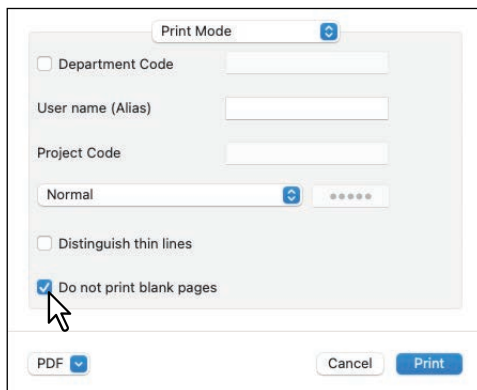 Print Mode
Department Code
User name (Alias)
Project Code
Normal
Distinguish thin lines
Do not print blank pages
PDF
Cancel Print